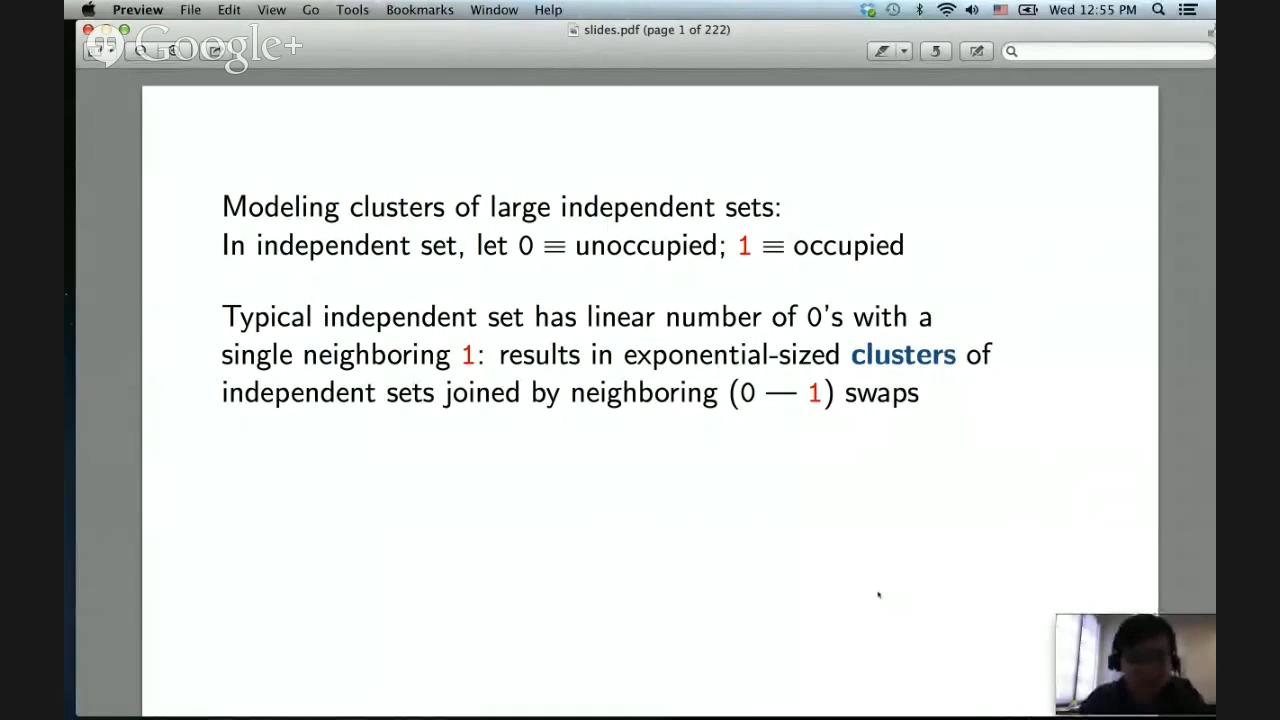 Preview File Edit View Go Tools Bookmarks Window Help Wed 12:55 PM
slides.pdf (page 1 of 222)
Google+
Modeling clusters of large independent sets:
In independent set, let 0 ≡ unoccupied; 1 ≡ occupied
Typical independent set has linear number of 0's with a
single neighboring 1: results in exponential-sized clusters of
independent sets joined by neighboring (0 — 1) swaps